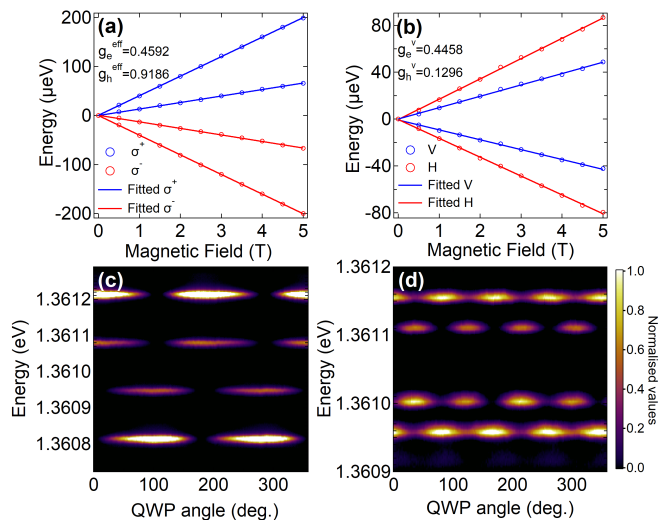 (a)
g_e^eff=0.4592
g_h^eff=0.9186
200
100
0
-100
-200
Energy (μeV)
σ+
σ-
Fitted σ+
Fitted σ-
0 1 2 3 4 5
Magnetic Field (T)
(b)
g_e^v=0.4458
g_h^v=0.1296
80
40
0
-40
-80
Energy (μeV)
V
H
Fitted V
Fitted H
0 1 2 3 4 5
Magnetic Field (T)
(c)
1.3612
1.3611
1.3610
1.3609
1.3608
Energy (eV)
0 100 200 300
QWP angle (deg.)
(d)
1.3612
1.3611
1.3610
1.3609
Energy (eV)
0 100 200 300
QWP angle (deg.)
1.0
0.8
0.6
0.4
0.2
0.0
Normalised values